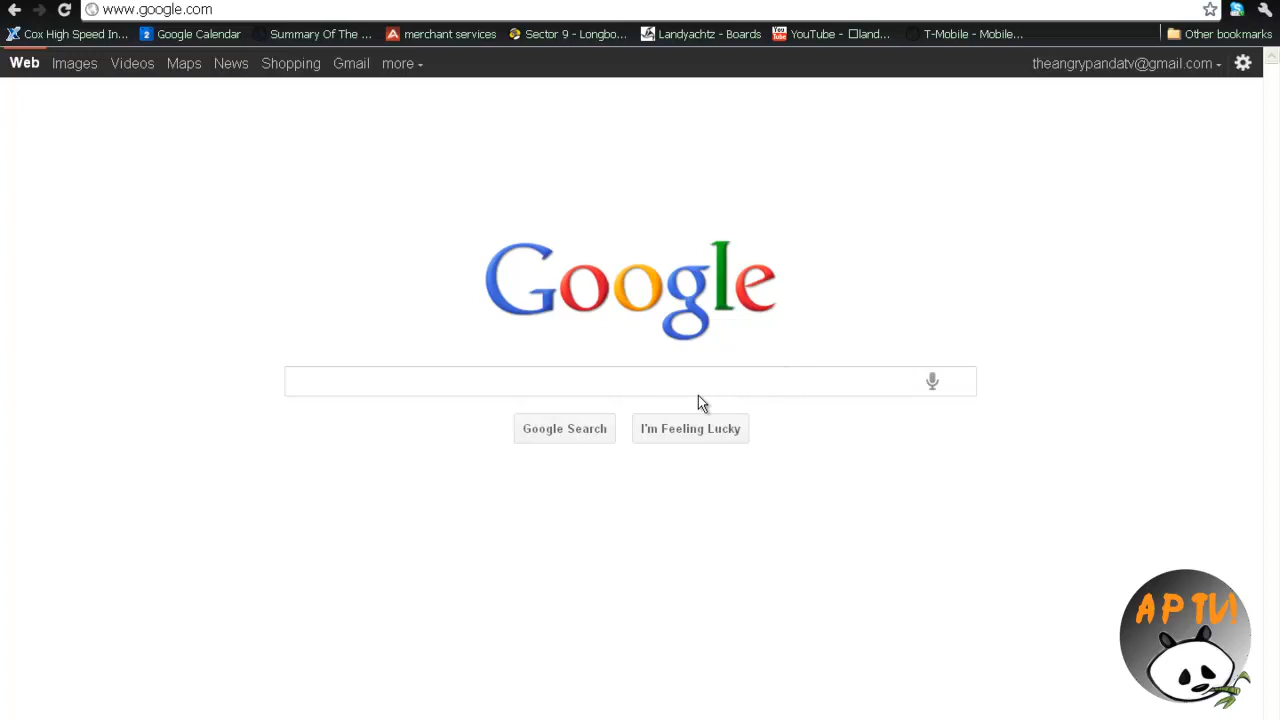 www.google.com
Cox High Speed In... 2 Google Calendar Summary Of The ... A merchant services Sector 9 - Longbo... Landyachtz - Boards You Tube YouTube - □land... T-Mobile - Mobile... Other bookmarks
Web Images Videos Maps News Shopping Gmail more theangrypandatv@gmail.com
Google
Google Search I'm Feeling Lucky
AP TV!